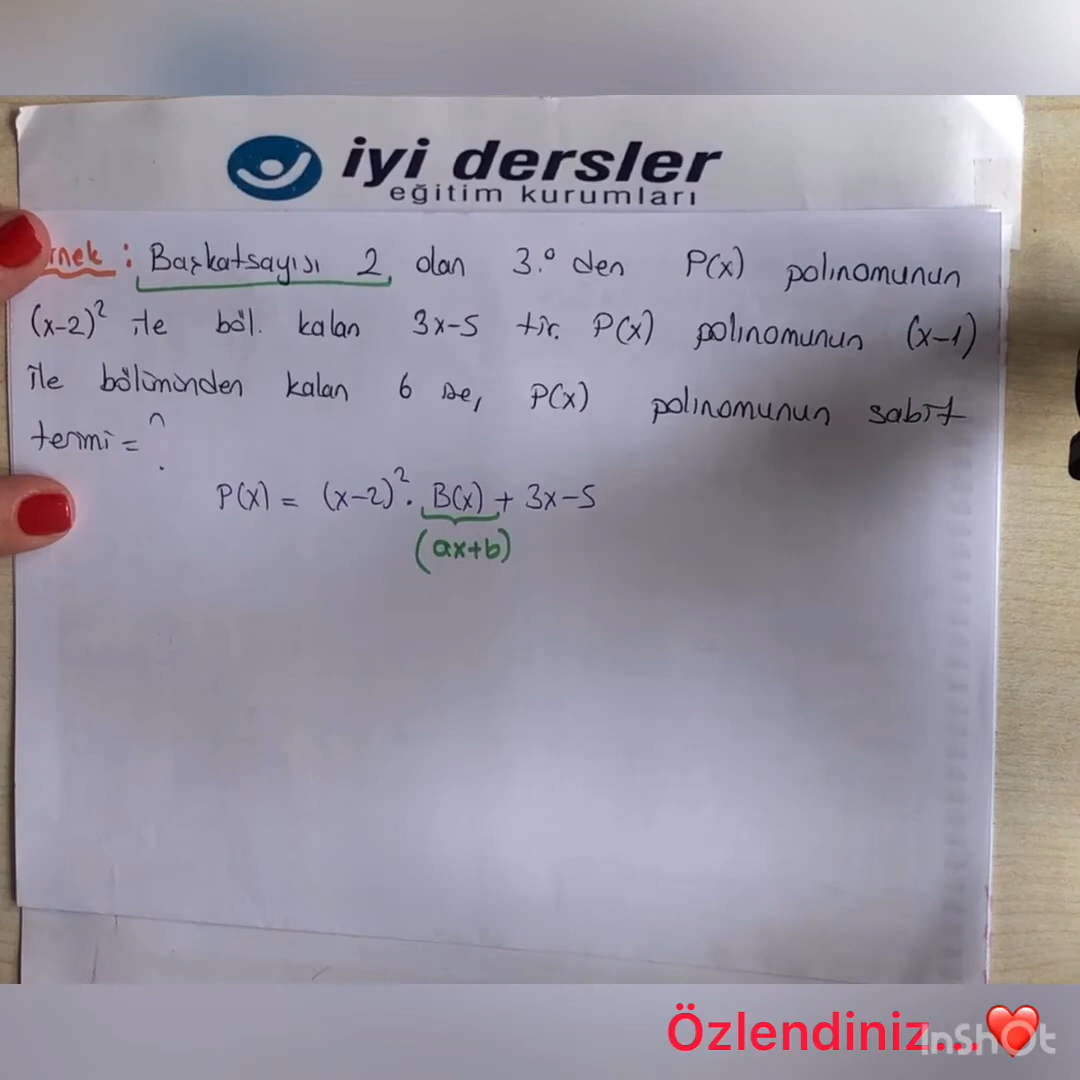 iyi dersler
eğitim kurumları
rnek : Başkatsayısı 2 olan 3.° den P(x) polinomunun
(x-2)² ile böl. kalan 3x-5 tir. P(x) polinomunun (x-1)
ile bölümünden kalan 6 ise, P(x) polinomunun sabit
termi = ?
P(x) = (x-2)². B(x) + 3x-5
(ax+b)
Özlendiniz...❤️
InShOt